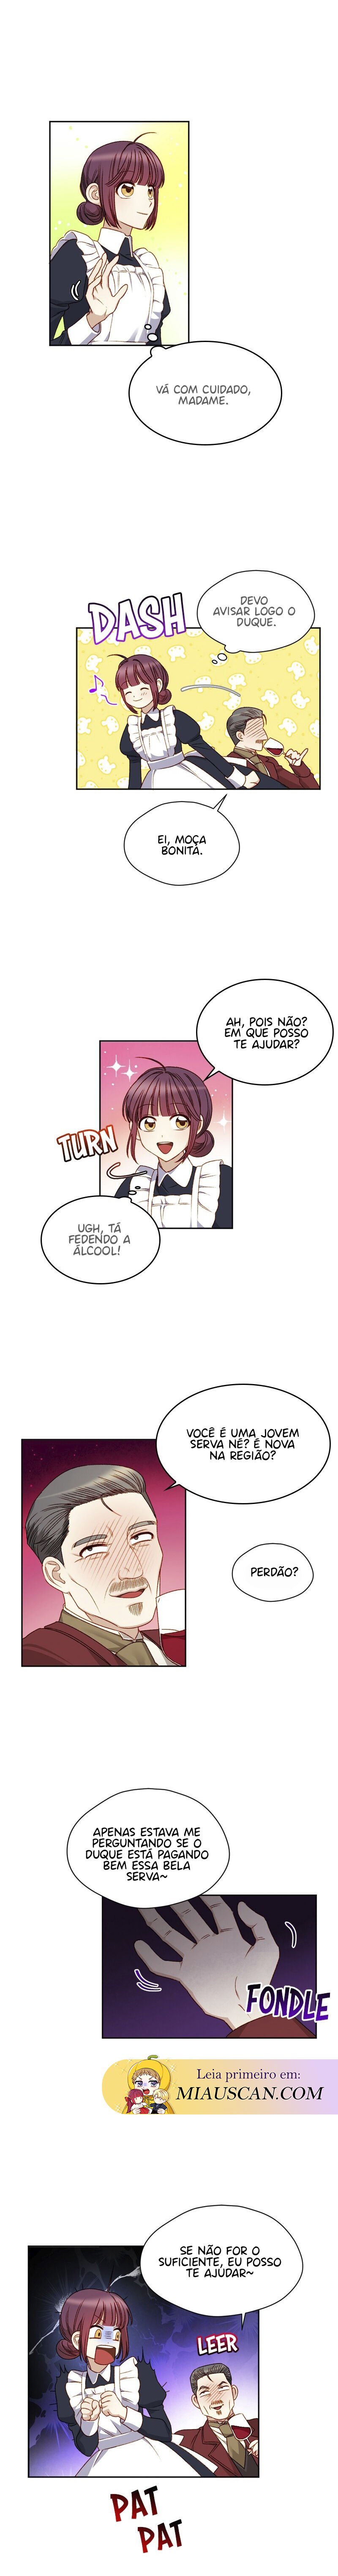 VÁ COM CUIDADO,
MADAME.
DEVO
AVISAR LOGO O
DUQUE.
DASH
EI, MOÇA
BONITA.
AH, POIS NÃO?
EM QUE POSSO
TE AJUDAR?
TURN
UGH, TÁ
FEDENDO A
ÁLCOOL!
VOCÊ É UMA JOVEM
SERVA NÉ? É NOVA
NA REGIÃO?
PERDÃO?
APENAS ESTAVA ME
PERGUNTANDO SE O
DUQUE ESTÁ PAGANDO
BEM ESSA BELA
SERVA~
FONDLE
Leia primeiro em:
MIAUSCAN.COM
SE NÃO FOR O
SUFICIENTE, EU POSSO
TE AJUDAR~
LEER
PAT
PAT